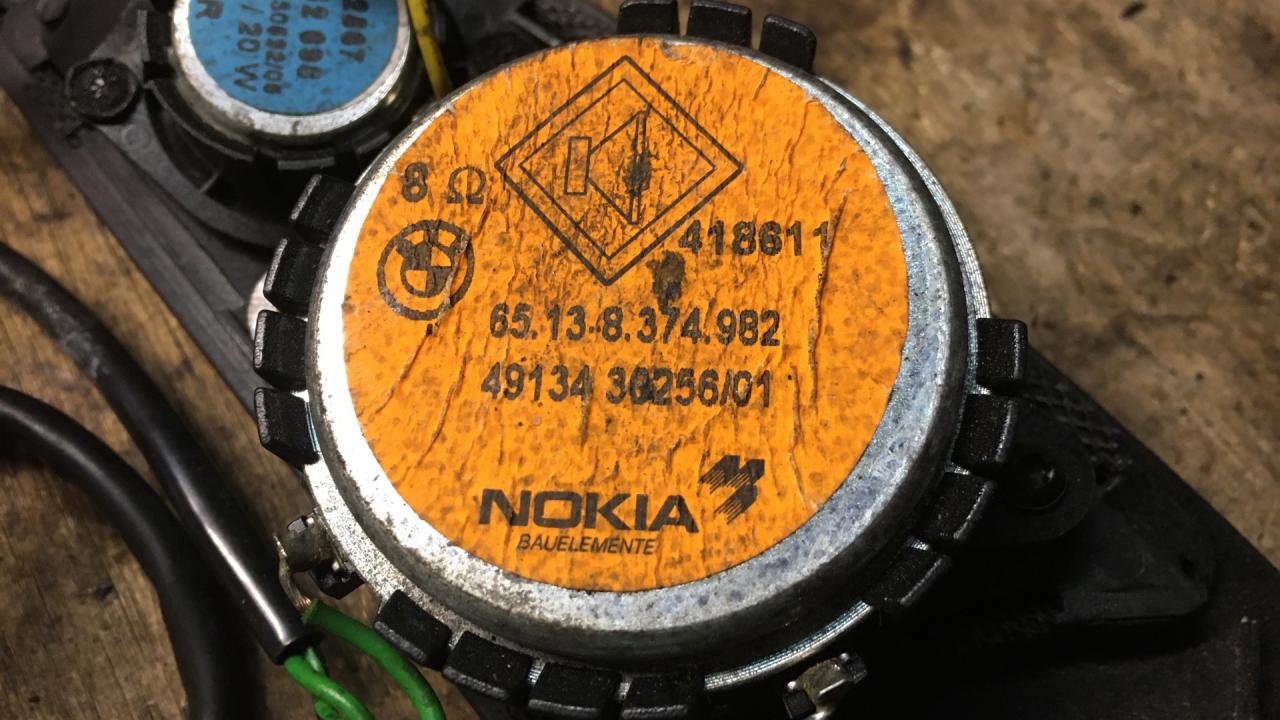 8 Ω
418611
65.13-8.374.982
49134 30256/01
NOKIA
BAUELEMENTE
/ 20 W
R